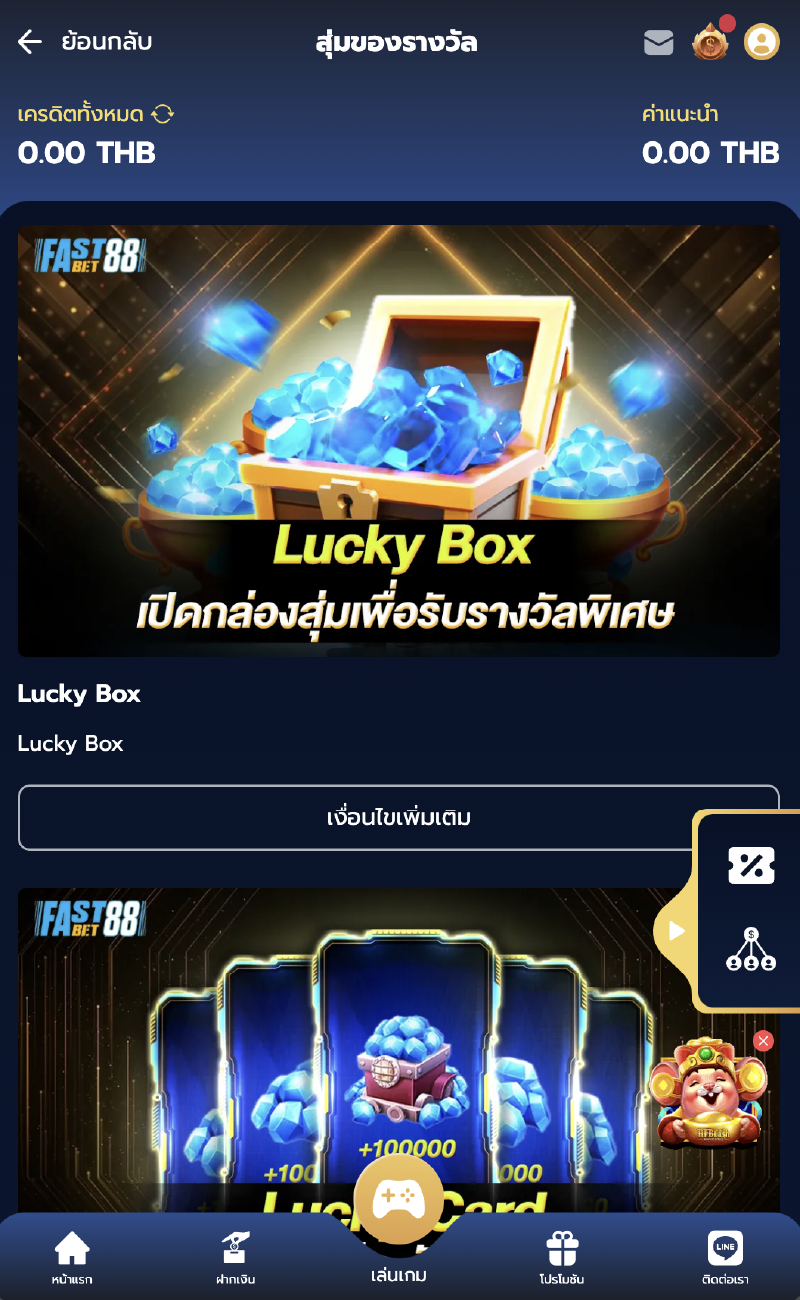 ย้อนกลับ
สุ่มของรางวัล
เครดิตทั้งหมด
ค่าแนะนำ
0.00 THB
0.00 THB
FAST
BET
88
Lucky Box
เปิดกล่องสุ่มเพื่อรับรางวัลพิเศษ
Lucky Box
Lucky Box
เงื่อนไขเพิ่มเติม
FAST
BET
88
+100000
หน้าแรก
ฝากเงิน
เล่นเกม
โปรโมชัน
LINE
ติดต่อเรา